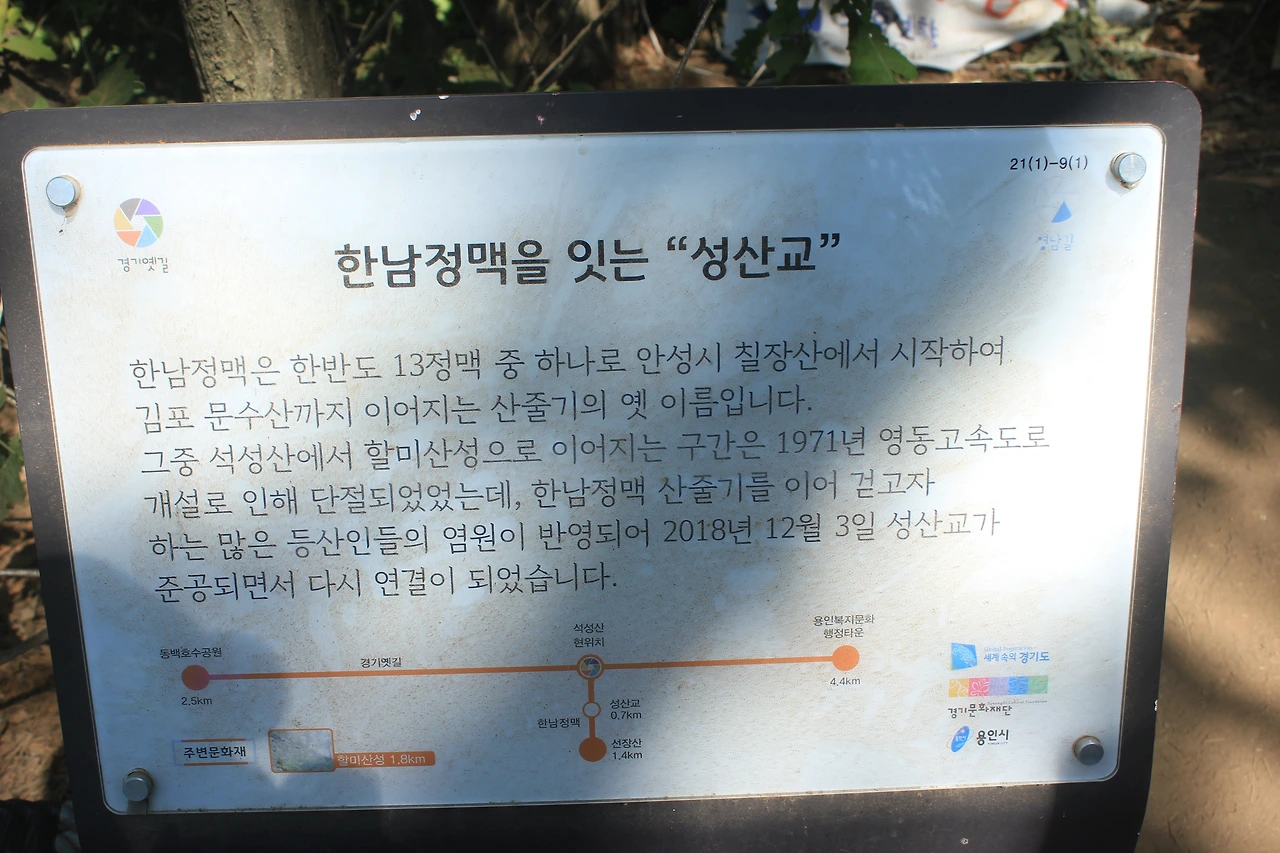 21(1)-9(1)
경기옛길
영남길
한남정맥을 잇는 “성산교”
한남정맥은 한반도 13정맥 중 하나로 안성시 칠장산에서 시작하여
김포 문수산까지 이어지는 산줄기의 옛 이름입니다.
그중 석성산에서 할미산성으로 이어지는 구간은 1971년 영동고속도로
개설로 인해 단절되었었는데, 한남정맥 산줄기를 이어 걷고자
하는 많은 등산인들의 염원이 반영되어 2018년 12월 3일 성산교가
준공되면서 다시 연결이 되었습니다.
동백호수공원
2.5km
경기옛길
석성산
현위치
용인복지문화
행정타운
4.4km
성산교
0.7km
한남정맥
선장산
1.4km
주변문화재
할미산성 1.8km
세계 속의 경기도
경기문화재단
용인시